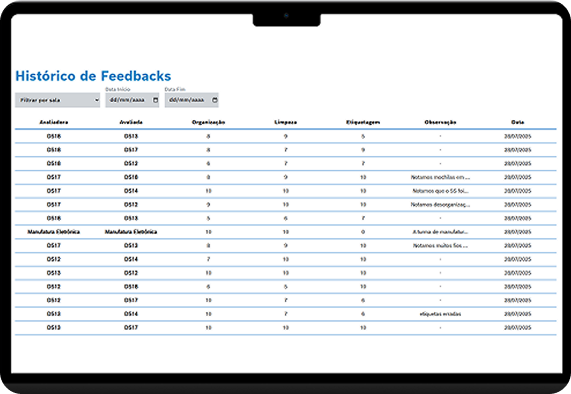 Histórico de Feedbacks
Data Início Data Fim
Filtrar por sala dd/mm/aaaa dd/mm/aaaa
Avaliadora Avaliada Organização Limpeza Etiquetagem Observação Data
DS18 DS13 8 9 6 - 28/07/2025
DS18 DS17 8 7 9 - 28/07/2025
DS18 DS12 6 7 7 - 28/07/2025
DS17 DS18 8 9 10 Notamos mochilas em ... 28/07/2025
DS17 DS14 10 10 10 Notamos que o S5 foi... 28/07/2025
DS17 DS12 9 10 10 Notamos desorganizaç... 28/07/2025
DS18 DS13 5 6 7 - 28/07/2025
Manufatura Eletrônica Manufatura Eletrônica 10 10 0 A turma de manufatur... 28/07/2025
DS17 DS13 8 9 10 Notamos muitos fios ... 28/07/2025
DS12 DS14 7 10 10 - 28/07/2025
DS13 DS12 10 10 10 - 28/07/2025
DS12 DS18 6 5 10 - 28/07/2025
DS12 DS17 10 7 6 - 28/07/2025
DS13 DS14 10 7 6 etiquetas erradas 28/07/2025
DS13 DS17 10 10 10 - 28/07/2025